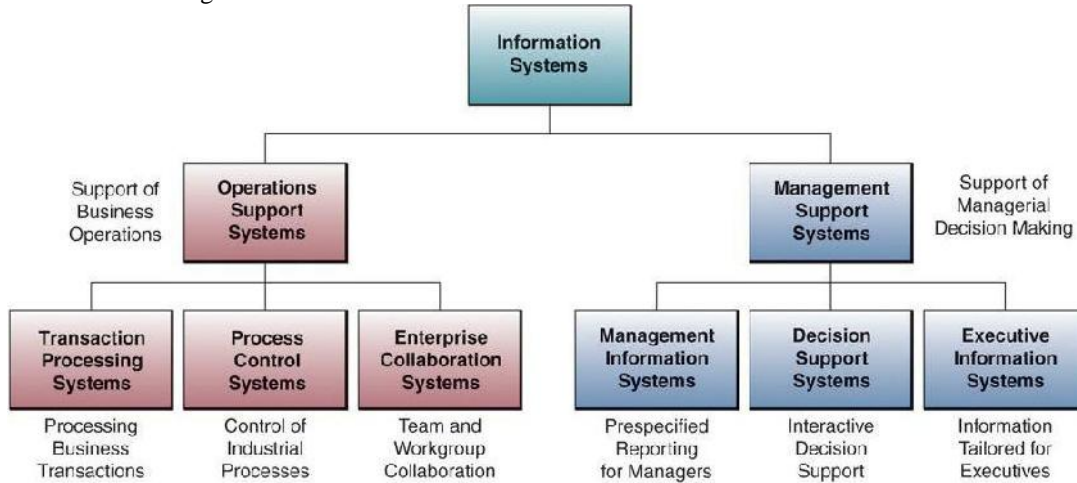 Information
Systems
Support of
Business
Operations
Operations
Support
Systems
Management
Support
Systems
Support of
Managerial
Decision Making
Transaction
Processing
Systems
Process
Control
Systems
Enterprise
Collaboration
Systems
Management
Information
Systems
Decision
Support
Systems
Executive
Information
Systems
Processing
Business
Transactions
Control of
Industrial
Processes
Team and
Workgroup
Collaboration
Prespecified
Reporting
for Managers
Interactive
Decision
Support
Information
Tailored for
Executives